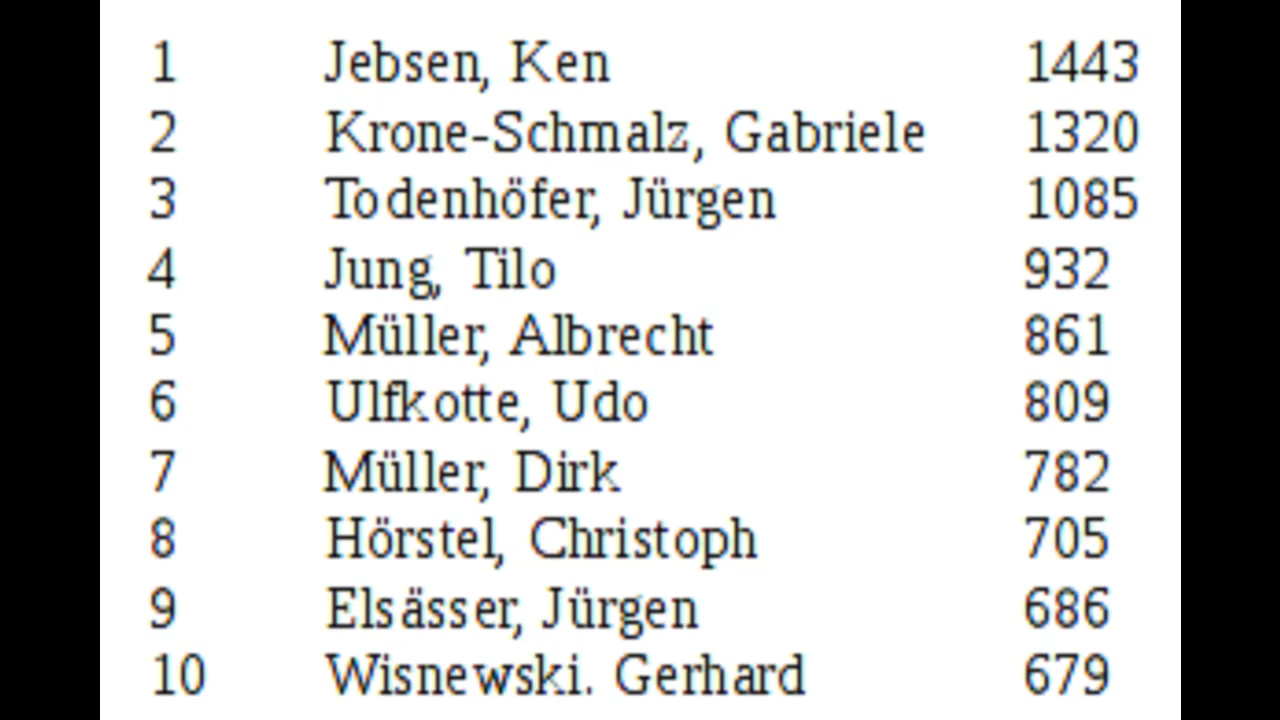 1 Jebsen, Ken 1443
2 Krone-Schmalz, Gabriele 1320
3 Todenhöfer, Jürgen 1085
4 Jung, Tilo 932
5 Müller, Albrecht 861
6 Ulfkotte, Udo 809
7 Müller, Dirk 782
8 Hörstel, Christoph 705
9 Elsässer, Jürgen 686
10 Wisnewski. Gerhard 679